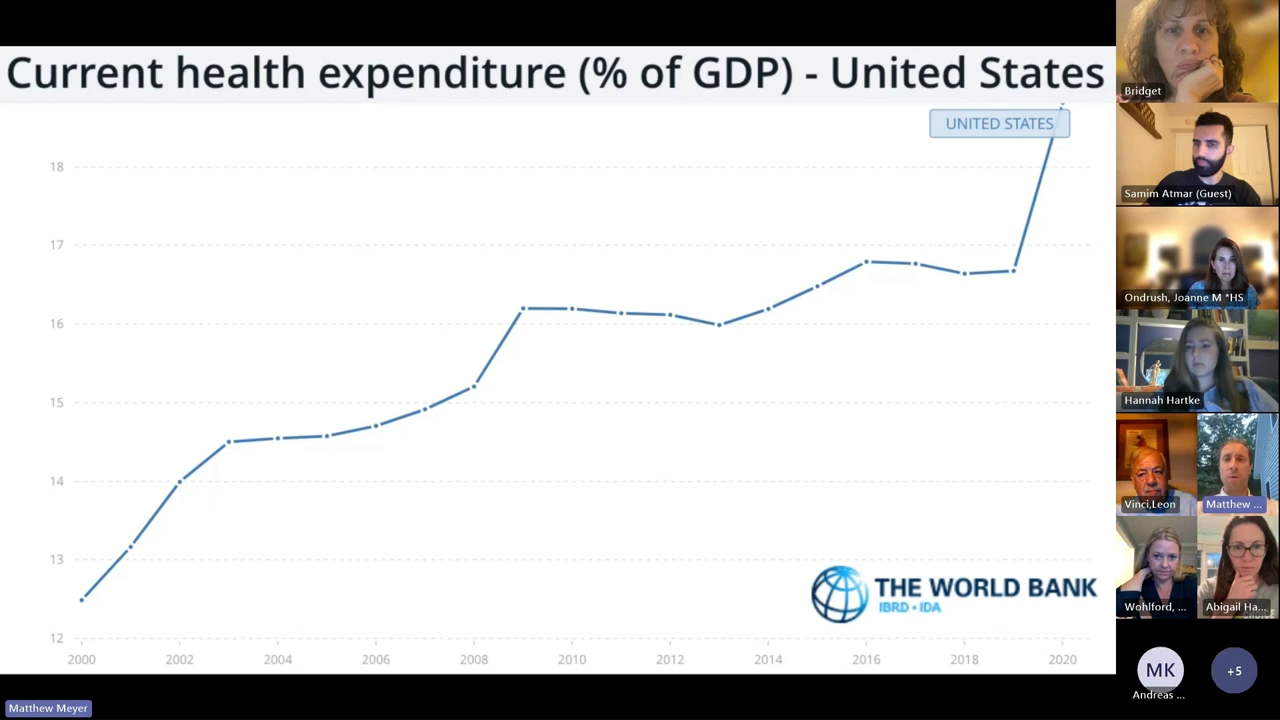 Current health expenditure (% of GDP) - United States
UNITED STATES
18
17
16
15
14
13
12
2000 2002 2004 2006 2008 2010 2012 2014 2016 2018 2020
THE WORLD BANK
IBRD • IDA
Matthew Meyer
Bridget
Samim Atmar (Guest)
Ondrush, Joanne M *HS
Hannah Hartke
Vinci,Leon
Matthew ...
Wohlford, ...
Abigail Ha...
MK
Andreas ...
+5